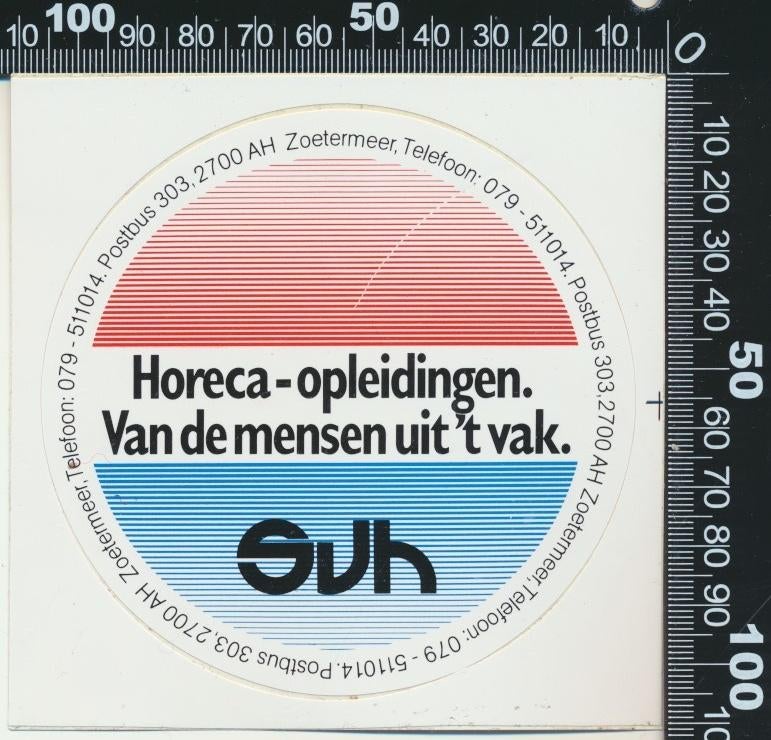 10 100 90 80 70 60 50 40 30 20 10 0
10 20 30 40 50 60 70 80 90 100 10
Postbus 303, 2700 AH Zoetermeer, Telefoon: 079 - 511014. Postbus 303, 2700 AH Zoetermeer, Telefoon: 079 - 511014. Postbus 303, 2700 AH Zoetermeer, Telefoon: 079 - 511014.
Horeca-opleidingen.
Van de mensen uit 't vak.
SVh